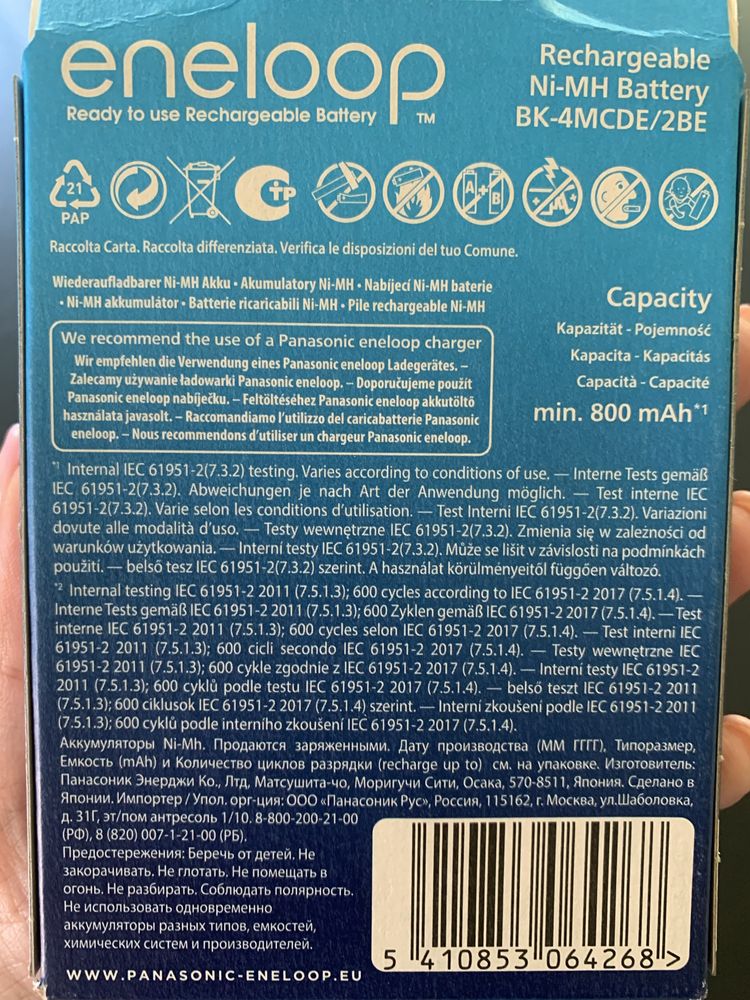 eneloop
Ready to use Rechargeable Battery ™
Rechargeable
Ni-MH Battery
BK-4MCDE/2BE
21
PAP
A + B
Raccolta Carta. Raccolta differenziata. Verifica le disposizioni del tuo Comune.
Wiederaufladbarer Ni-MH Akku • Akumulatory Ni-MH • Nabíjecí Ni-MH baterie
• Ni-MH akkumulátor • Batterie ricaricabili Ni-MH • Pile rechargeable Ni-MH
We recommend the use of a Panasonic eneloop charger
Wir empfehlen die Verwendung eines Panasonic eneloop Ladegerätes. –
Zalecamy używanie ładowarki Panasonic eneloop. – Doporučujeme použít
Panasonic eneloop nabíječku. – Feltöltéséhez Panasonic eneloop akkutöltő
használata javasolt. – Raccomandiamo l'utilizzo del caricabatterie Panasonic
eneloop. – Nous recommendons d'utiliser un chargeur Panasonic eneloop.
Capacity
Kapazität - Pojemność
Kapacita - Kapacitás
Capacità - Capacité
min. 800 mAh*1
*1 Internal IEC 61951-2(7.3.2) testing. Varies according to conditions of use. — Interne Tests gemäß
IEC 61951-2(7.3.2). Abweichungen je nach Art der Anwendung möglich. — Test interne IEC
61951-2(7.3.2). Varie selon les conditions d'utilisation. — Test Interni IEC 61951-2(7.3.2). Variazioni
dovute alle modalità d'uso. — Testy wewnętrzne IEC 61951-2(7.3.2). Zmienia się w zależności od
warunków użytkowania. — Interní testy IEC 61951-2(7.3.2). Může se lišit v závislosti na podmínkách
použití. — belső tesz IEC 61951-2(7.3.2) szerint. A használat körülményeitől függően változó.
*2 Internal testing IEC 61951-2 2011 (7.5.1.3); 600 cycles according to IEC 61951-2 2017 (7.5.1.4). —
Interne Tests gemäß IEC 61951-2 2011 (7.5.1.3); 600 Zyklen gemäß IEC 61951-2 2017 (7.5.1.4). — Test
interne IEC 61951-2 2011 (7.5.1.3); 600 cycles selon IEC 61951-2 2017 (7.5.1.4). — Test interni IEC
61951-2 2011 (7.5.1.3); 600 cicli secondo IEC 61951-2 2017 (7.5.1.4). — Testy wewnętrzne IEC
61951-2 2011 (7.5.1.3); 600 cykle zgodnie z IEC 61951-2 2017 (7.5.1.4). — Interní testy IEC 61951-2
2011 (7.5.1.3); 600 cyklů podle testu IEC 61951-2 2017 (7.5.1.4). — belső teszt IEC 61951-2 2011
(7.5.1.3); 600 ciklusok IEC 61951-2 2017 (7.5.1.4) szerint. — Interní zkoušení podle IEC 61951-2 2011
(7.5.1.3); 600 cyklů podle interního zkoušení IEC 61951-2 2017 (7.5.1.4).
Аккумуляторы Ni-Mh. Продаются заряженными. Дату производства (ММ ГГГГ), Типоразмер,
Емкость (mAh) и Количество циклов разрядки (recharge up to) см. на упаковке. Изготовитель:
Панасоник Энерджи Ко., Лтд, Матсушита-чо, Моригучи Сити, Осака, 570-8511, Япония. Сделано в
Японии. Импортер / Упол. орг-ция: ООО «Панасоник Рус», Россия, 115162, г. Москва, ул.Шаболовка,
д. 31Г, эт/пом антресоль 1/10. 8-800-200-21-00
(РФ), 8 (820) 007-1-21-00 (РБ).
Предостережения: Беречь от детей. Не
закорачивать. Не глотать. Не помещать в
огонь. Не разбирать. Соблюдать полярность.
Не использовать одновременно
аккумуляторы разных типов, емкостей,
химических систем и производителей.
WWW.PANASONIC-ENELOOP.EU
5 410853 064268 >